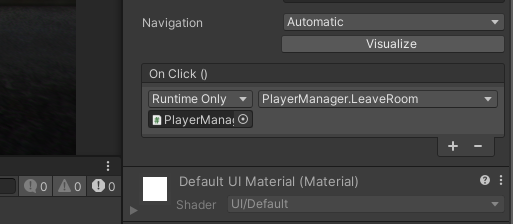 Navigation Automatic
Visualize
On Click ()
Runtime Only PlayerManager.LeaveRoom
PlayerManag
+ −
0 0 0
Default UI Material (Material)
Shader UI/Default